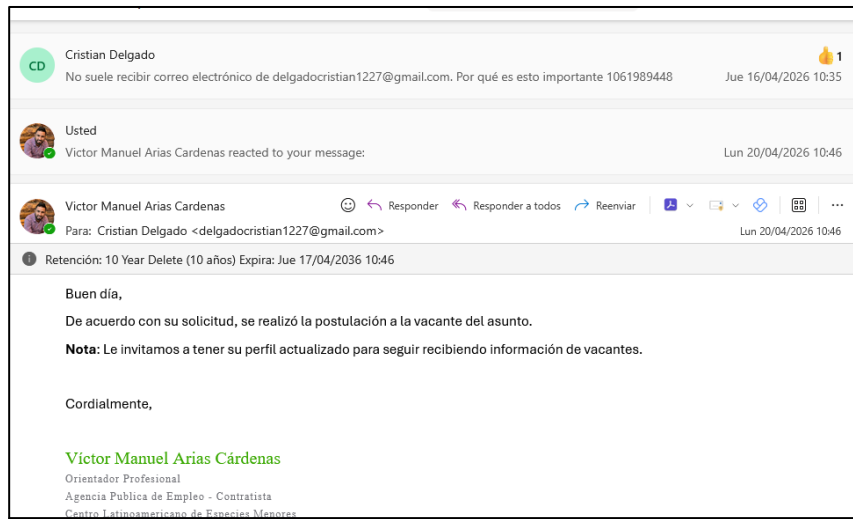 CD
Cristian Delgado
👍 1
No suele recibir correo electrónico de delgadocristian1227@gmail.com. Por qué es esto importante 1061989448
Jue 16/04/2026 10:35
Usted
Victor Manuel Arias Cardenas reacted to your message:
Lun 20/04/2026 10:46
Victor Manuel Arias Cardenas
Responder
Responder a todos
Reenviar
Para: Cristian Delgado <delgadocristian1227@gmail.com>
Lun 20/04/2026 10:46
Retención: 10 Year Delete (10 años) Expira: Jue 17/04/2036 10:46
Buen día,
De acuerdo con su solicitud, se realizó la postulación a la vacante del asunto.
Nota: Le invitamos a tener su perfil actualizado para seguir recibiendo información de vacantes.
Cordialmente,
Víctor Manuel Arias Cárdenas
Orientador Profesional
Agencia Publica de Empleo - Contratista
Centro Latinoamericano de Especies Menores